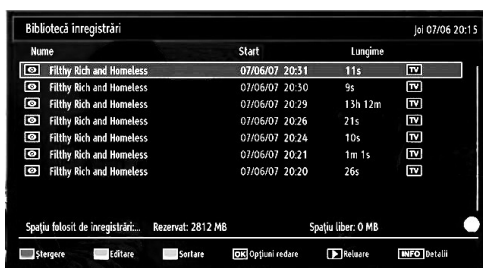 Bibliotecă înregistrări Joi 07/06 20:15
Nume Start Lungime
Filthy Rich and Homeless 07/06/07 20:31 11s TV
Filthy Rich and Homeless 07/06/07 20:30 9s TV
Filthy Rich and Homeless 07/06/07 20:29 13h 12m TV
Filthy Rich and Homeless 07/06/07 20:26 21s TV
Filthy Rich and Homeless 07/06/07 20:24 10s TV
Filthy Rich and Homeless 07/06/07 20:21 1m 1s TV
Filthy Rich and Homeless 07/06/07 20:20 26s TV
Spaţiu folosit de inregistrări:... Rezervat: 2812 MB Spaţiu liber: 0 MB
Ştergere Editare Sortare OK Opţiuni redare Reluare INFO Detalii